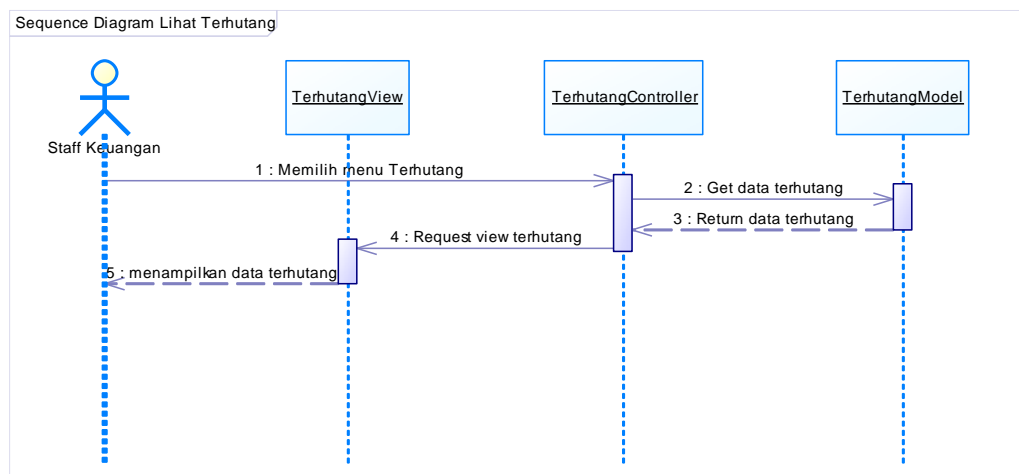 Sequence Diagram Lihat Terhutang
TerhutangView
TerhutangController
TerhutangModel
Staff Keuangan
1 : Memilih menu Terhutang
2 : Get data terhutang
3 : Return data terhutang
4 : Request view terhutang
5 : menampilkan data terhutang